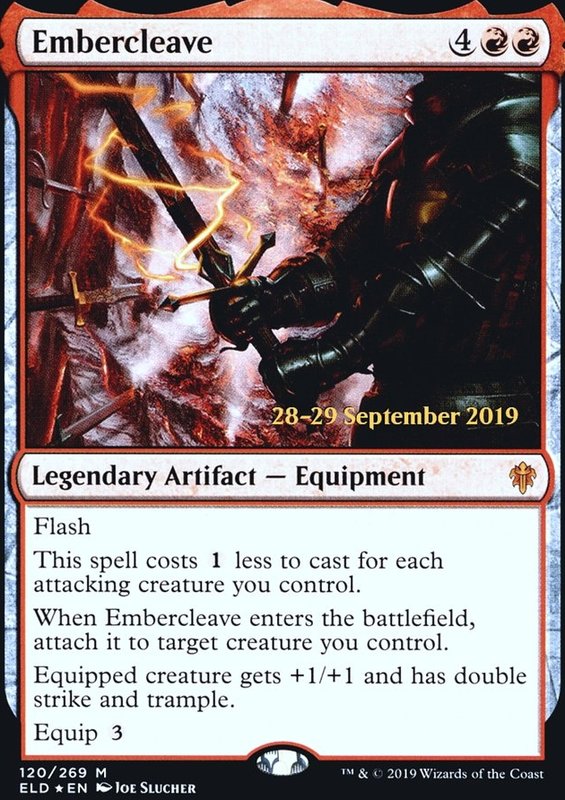 Embercleave 4
28-29 September 2019
Legendary Artifact — Equipment
Flash
This spell costs 1 less to cast for each
attacking creature you control.
When Embercleave enters the battlefield,
attach it to target creature you control.
Equipped creature gets +1/+1 and has double
strike and trample.
Equip 3
120/269 M
ELD ★ EN Joe Slucher
™ & © 2019 Wizards of the Coast